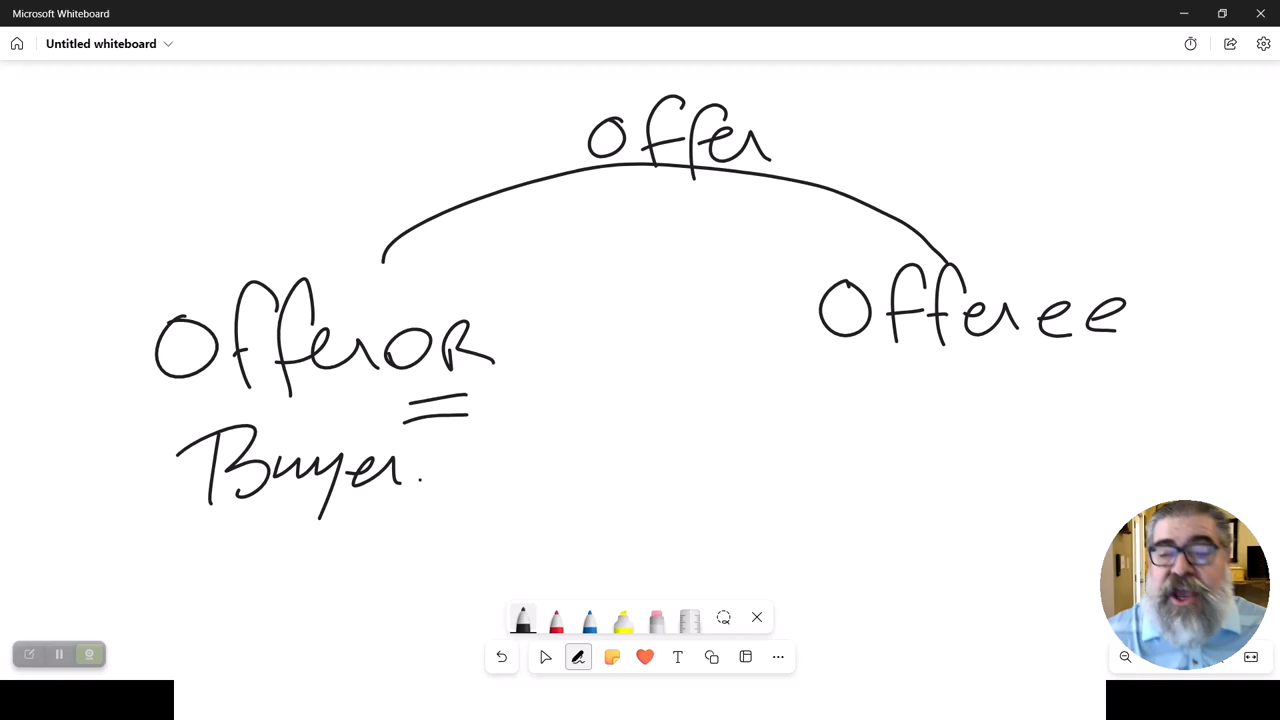 Microsoft Whiteboard
Untitled whiteboard
Offer
OfferOR
Offeree
Buyer.
T